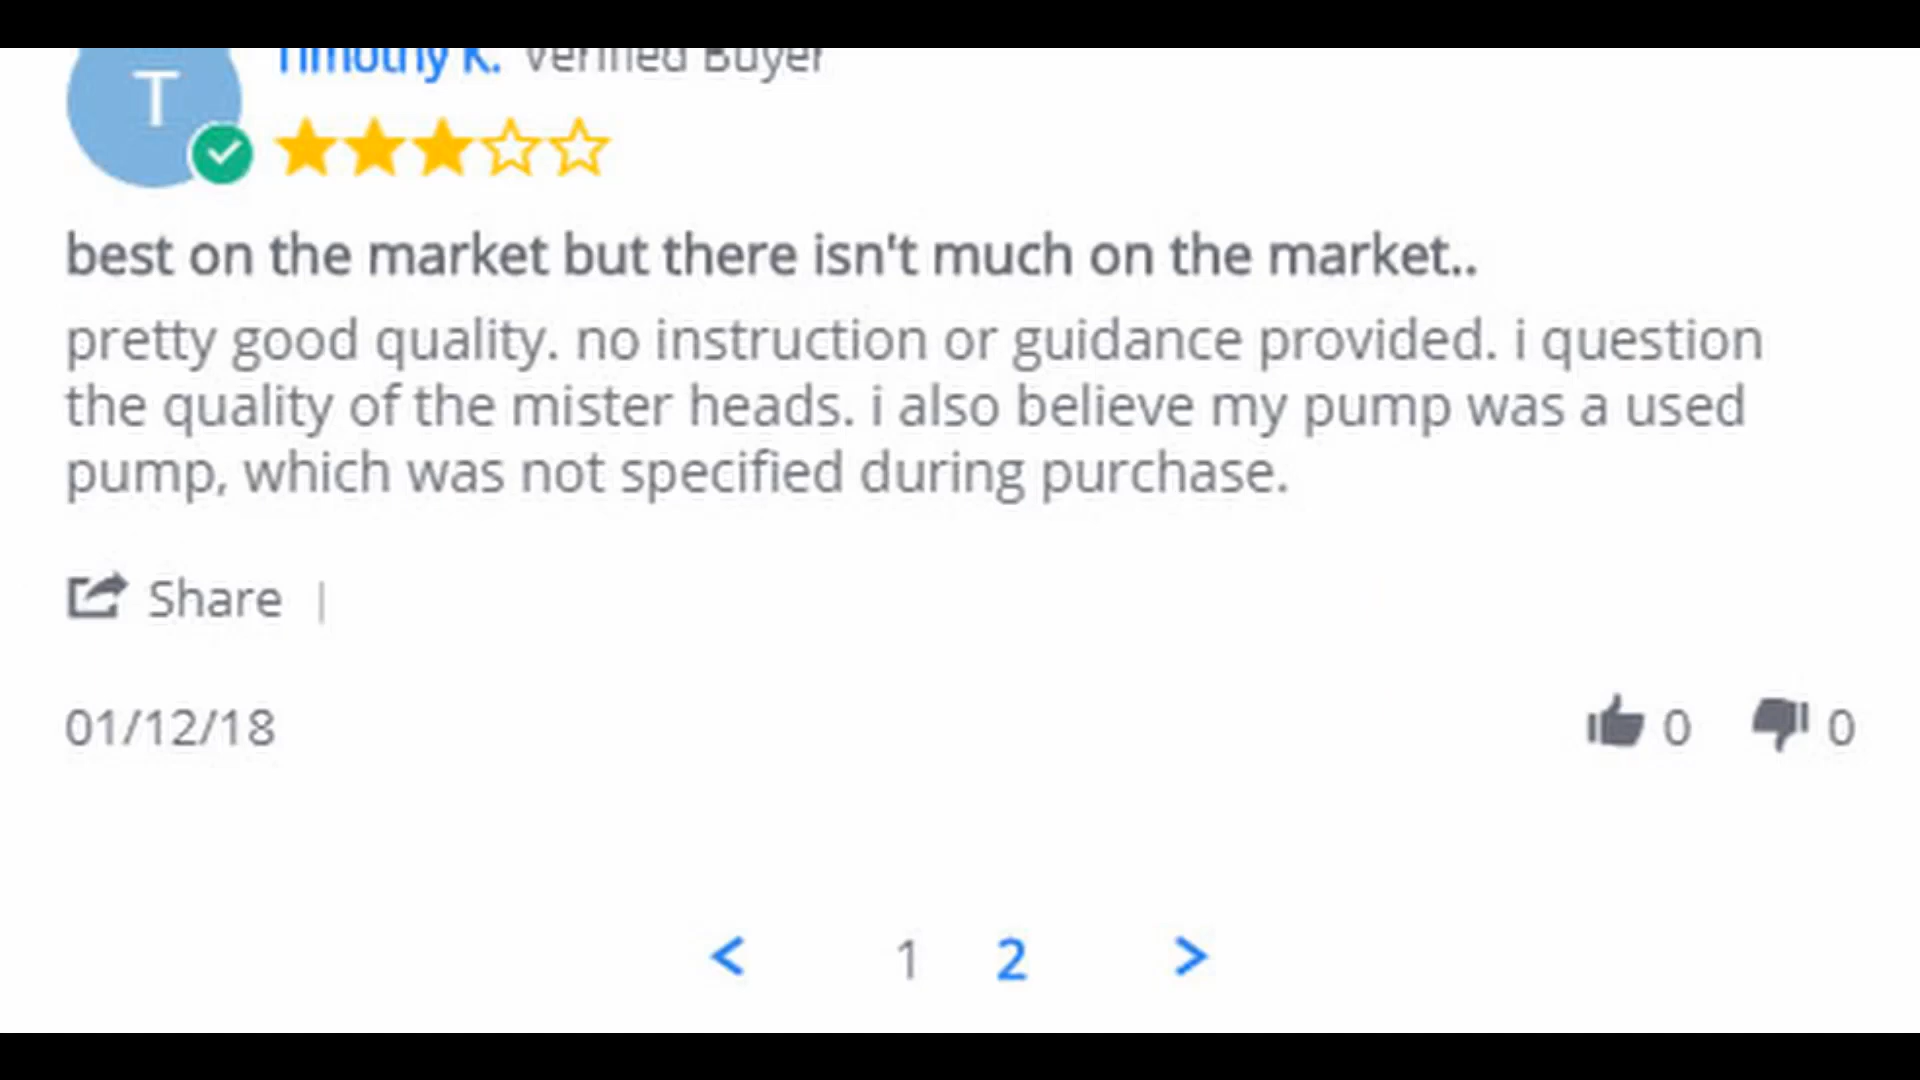 T
Timothy K. Verified Buyer
best on the market but there isn't much on the market..
pretty good quality. no instruction or guidance provided. i question
the quality of the mister heads. i also believe my pump was a used
pump, which was not specified during purchase.
Share |
01/12/18 0 0
< 1 2 >